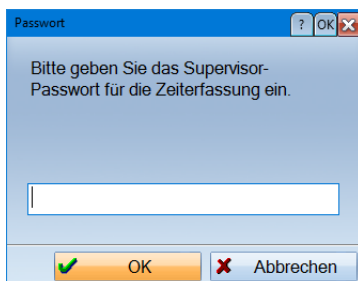 Passwort ? OK
Bitte geben Sie das Supervisor-
Passwort für die Zeiterfassung ein.
OK Abbrechen